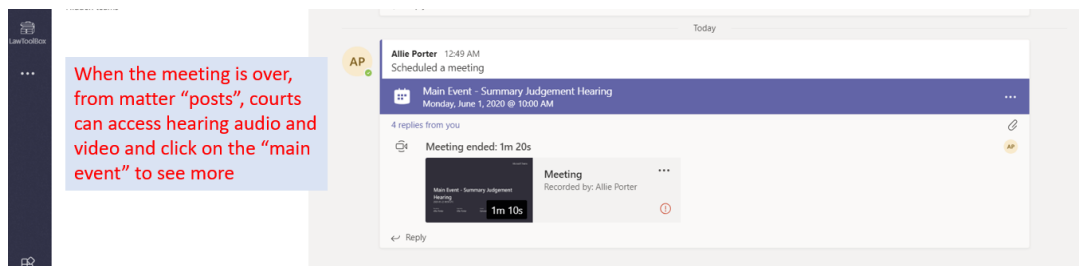 LawToolBox
When the meeting is over,
from matter “posts”, courts
can access hearing audio and
video and click on the “main
event” to see more
Today
AP
Allie Porter 12:49 AM
Scheduled a meeting
Main Event - Summary Judgement Hearing
Monday, June 1, 2020 @ 10:00 AM
4 replies from you
Meeting ended: 1m 20s
AP
Main Event - Summary Judgement
Hearing
1m 10s
Meeting
Recorded by: Allie Porter
Reply